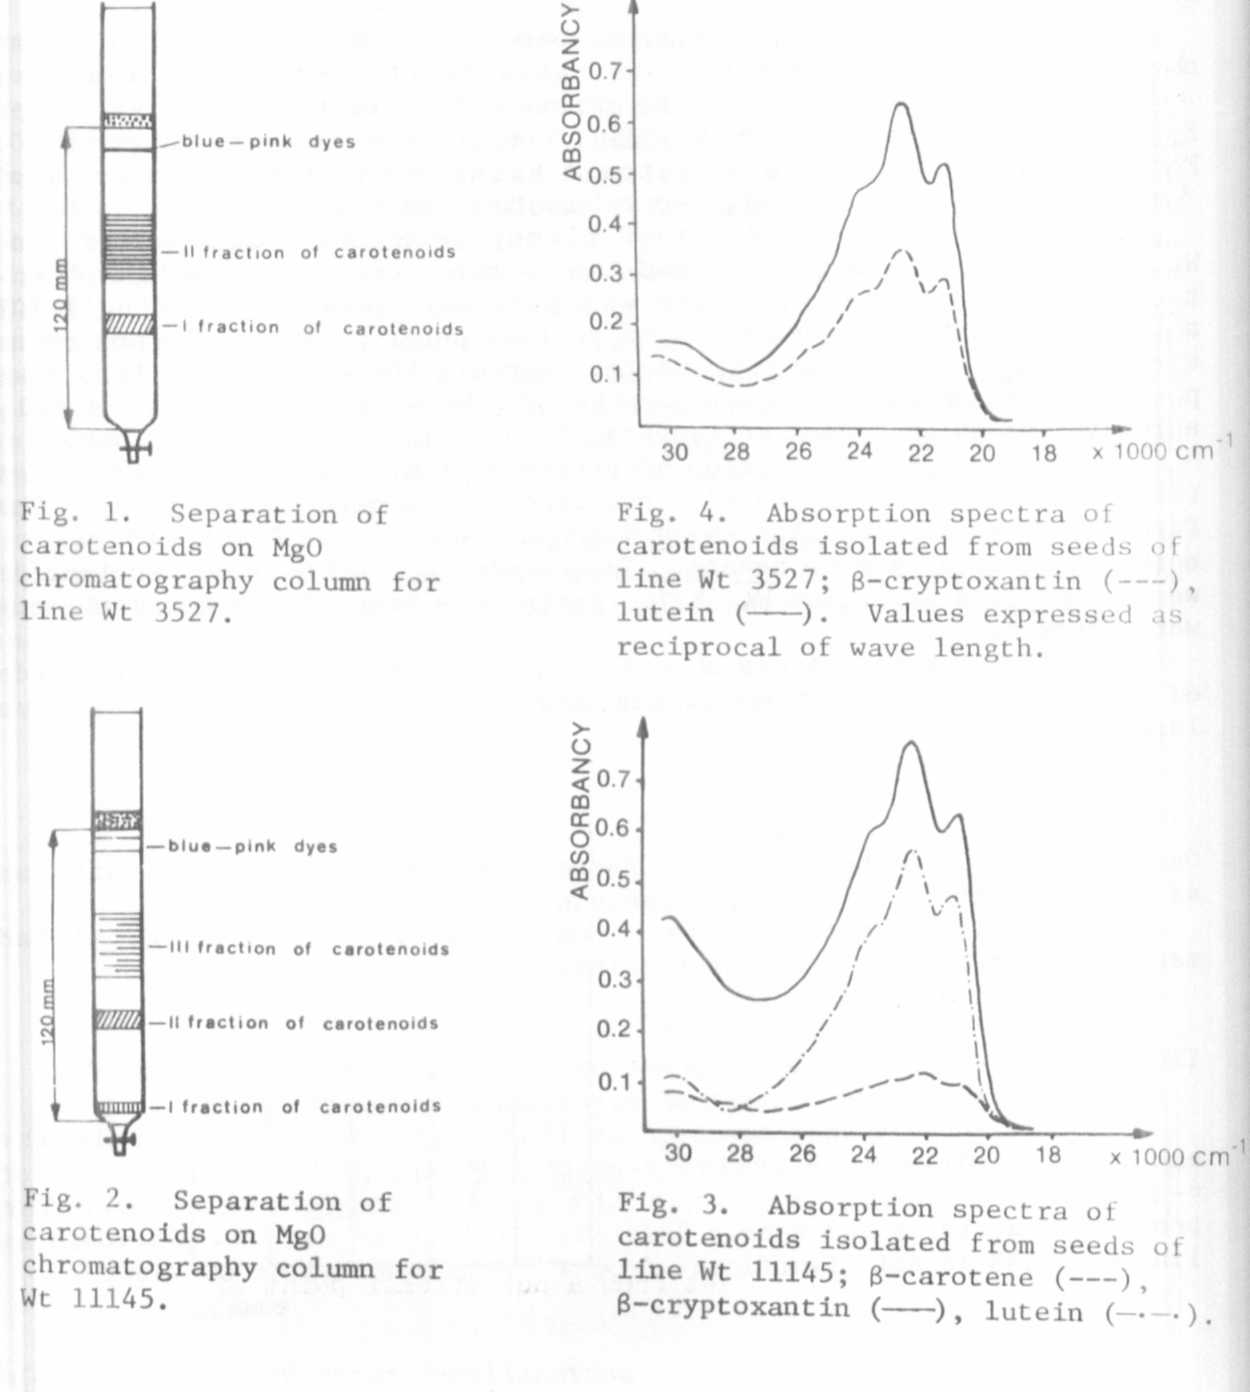 blue—pink dyes
II fraction of carotenoids
I fraction of carotenoids
120 mm
Fig. 1. Separation of
carotenoids on MgO
chromatography column for
line Wt 3527.
ABSORBANCY
0.7
0.6
0.5
0.4
0.3
0.2
0.1
30 28 26 24 22 20 18 x 1000 cm-1
Fig. 4. Absorption spectra of
carotenoids isolated from seeds of
line Wt 3527; β-cryptoxantin (---),
lutein (——). Values expressed as
reciprocal of wave length.
blue—pink dyes
III fraction of carotenoids
II fraction of carotenoids
I fraction of carotenoids
120 mm
Fig. 2. Separation of
carotenoids on MgO
chromatography column for
Wt 11145.
ABSORBANCY
0.7
0.6
0.5
0.4
0.3
0.2
0.1
30 28 26 24 22 20 18 x 1000 cm-1
Fig. 3. Absorption spectra of
carotenoids isolated from seeds of
line Wt 11145; β-carotene (---),
β-cryptoxantin (——), lutein (—·—·).